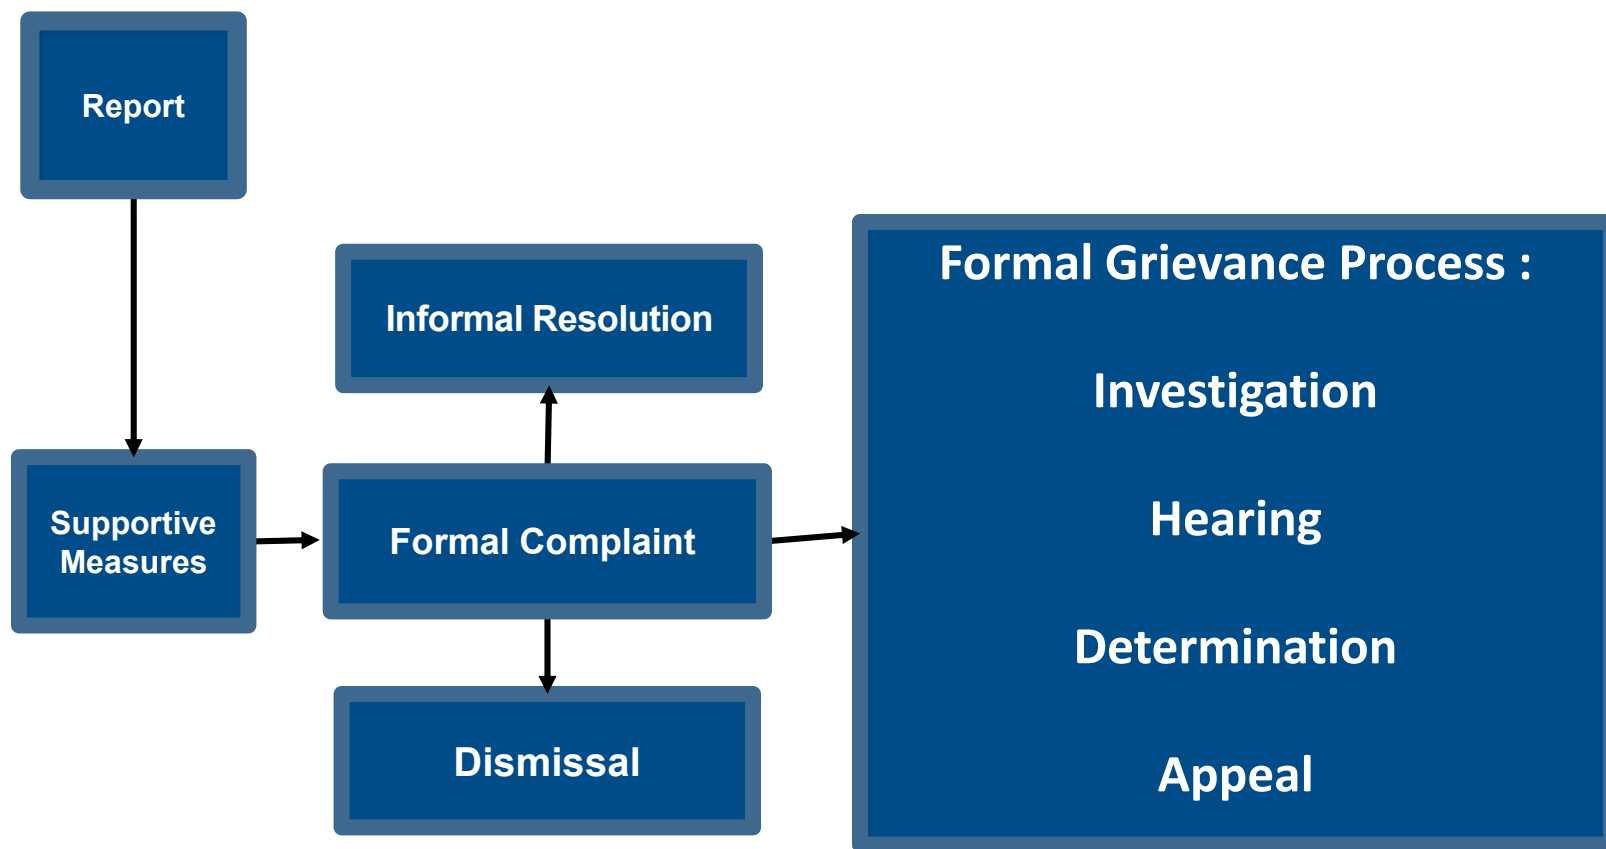 Report
Informal Resolution
Supportive
Measures
Formal Complaint
Dismissal
Formal Grievance Process :
Investigation
Hearing
Determination
Appeal